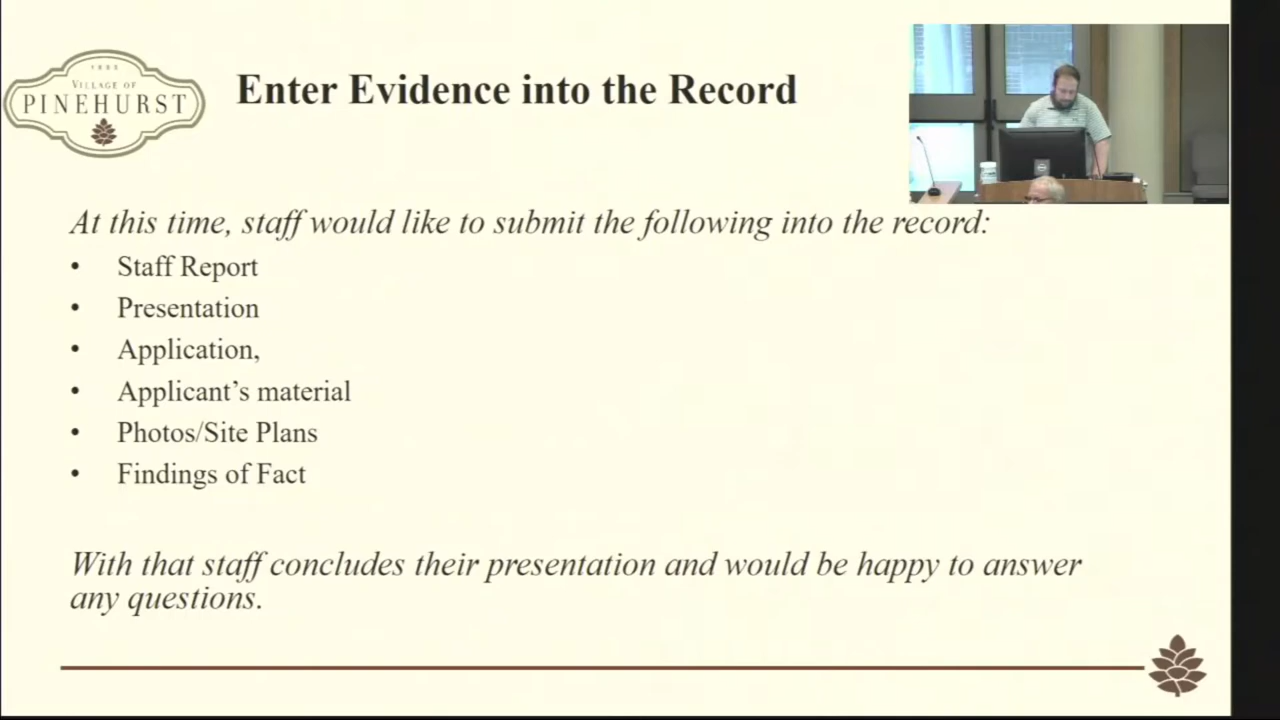 1895
VILLAGE OF
PINEHURST
Enter Evidence into the Record
At this time, staff would like to submit the following into the record:
• Staff Report
• Presentation
• Application,
• Applicant’s material
• Photos/Site Plans
• Findings of Fact
With that staff concludes their presentation and would be happy to answer
any questions.